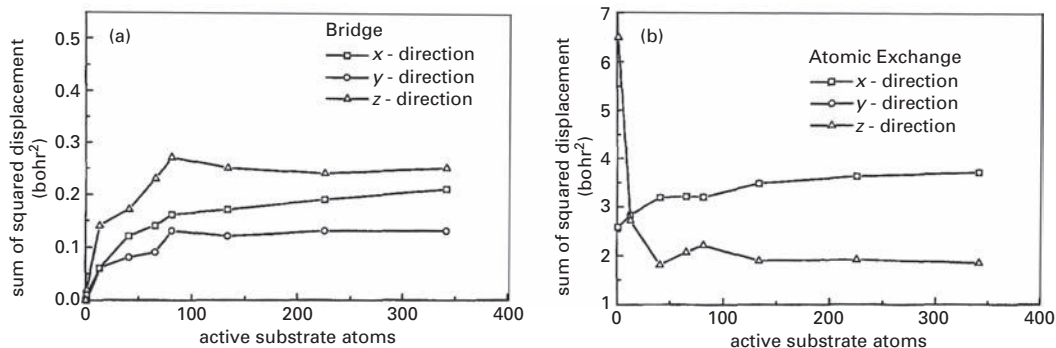 (a)
Bridge
x - direction
y - direction
z - direction
0.5
0.4
0.3
0.2
0.1
0.0
sum of squared displacement
(bohr²)
0
100
200
300
400
active substrate atoms
(b)
Atomic Exchange
x - direction
y - direction
z - direction
7
6
5
4
3
2
1
sum of squared displacement
(bohr²)
0
100
200
300
400
active substrate atoms